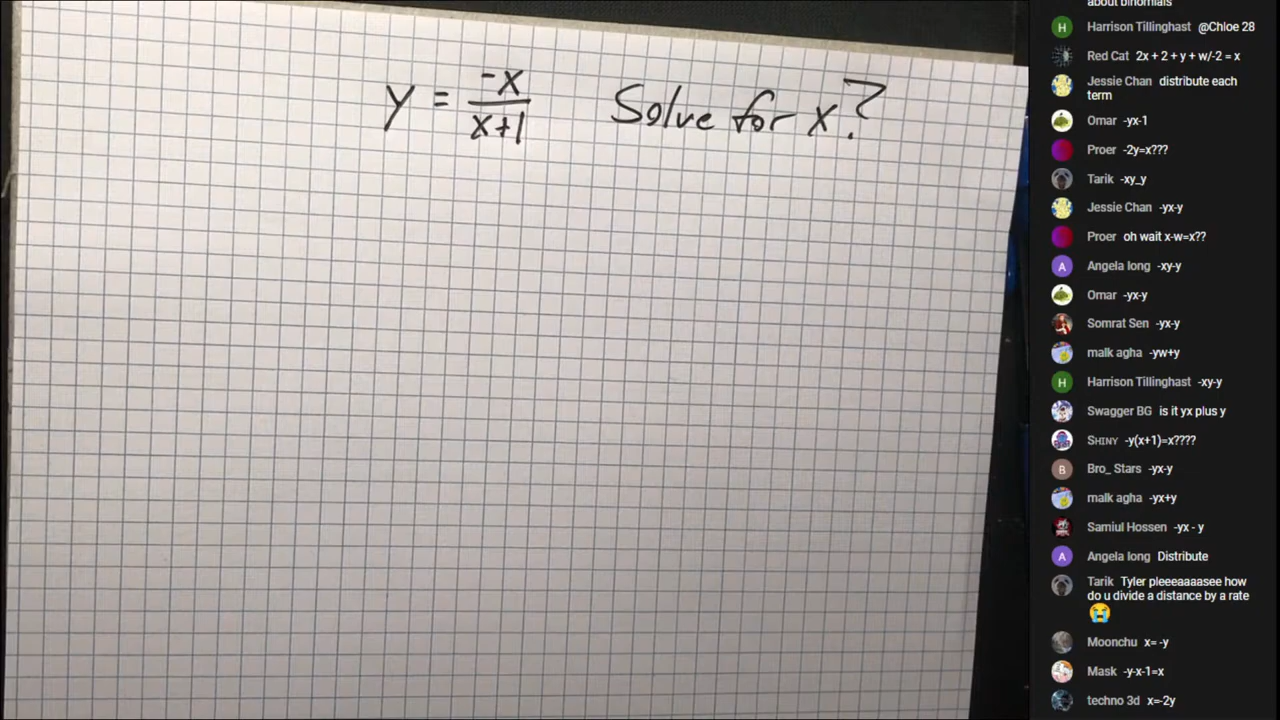 y = -x / x+1 Solve for x?
about binomials
Harrison Tillinghast @Chloe 28
Red Cat 2x + 2 + y + w/-2 = x
Jessie Chan distribute each
term
Omar -yx-1
Proer -2y=x???
Tarik -xy_y
Jessie Chan -yx-y
Proer oh wait x-w=x??
Angela long -xy-y
Omar -yx-y
Somrat Sen -yx-y
malk agha -yw+y
Harrison Tillinghast -xy-y
Swagger BG is it yx plus y
SHINY -y(x+1)=x????
Bro_ Stars -yx-y
malk agha -yx+y
Samiul Hossen -yx - y
Angela long Distribute
Tarik Tyler pleeeaaaasee how
do u divide a distance by a rate
😭
Moonchu x= -y
Mask -y-x-1=x
techno 3d x=-2y